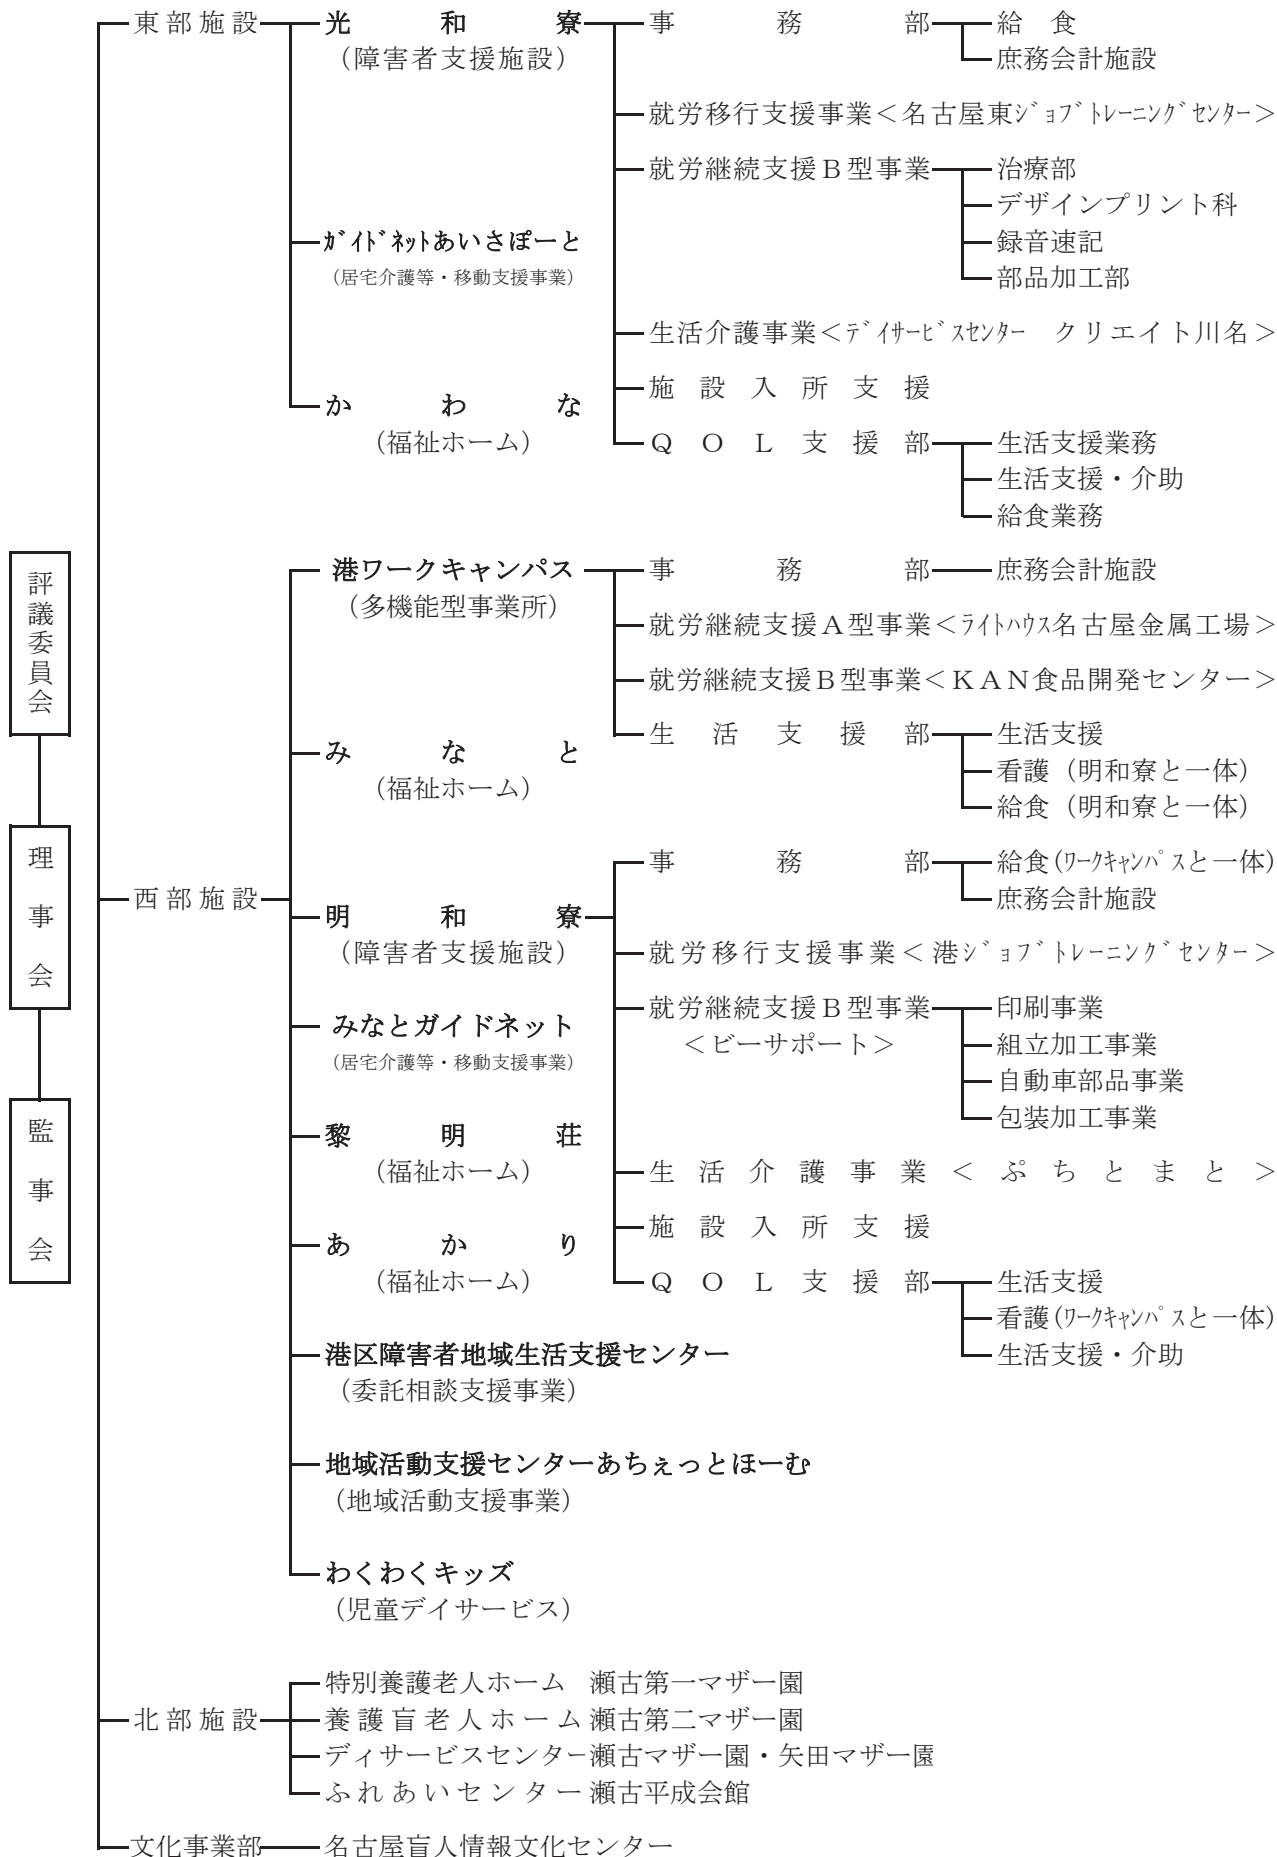 評議委員会
理事会
監事会
東部施設
光和寮
（障害者支援施設）
事務部
給食
庶務会計施設
就労移行支援事業＜名古屋東ｼﾞｮﾌﾞﾄﾚｰﾆﾝｸﾞｾﾝﾀｰ＞
就労継続支援Ｂ型事業
治療部
デザインプリント科
録音速記
部品加工部
生活介護事業＜ﾃﾞｲｻｰﾋﾞｽｾﾝﾀｰ　クリエイト川名＞
施設入所支援
ＱＯＬ支援部
生活支援業務
生活支援・介助
給食業務
ｶﾞｲﾄﾞﾈｯﾄあいさぽーと
（居宅介護等・移動支援事業）
かわな
（福祉ホーム）
西部施設
港ワークキャンパス
（多機能型事業所）
事務部
庶務会計施設
就労継続支援Ａ型事業＜ﾗｲﾄﾊｳｽ名古屋金属工場＞
就労継続支援Ｂ型事業＜ＫＡＮ食品開発センター＞
生活支援部
生活支援
看護（明和寮と一体）
給食（明和寮と一体）
みなと
（福祉ホーム）
明和寮
（障害者支援施設）
事務部
給食(ﾜｰｸｷｬﾝﾊﾟｽと一体)
庶務会計施設
就労移行支援事業＜港ｼﾞｮﾌﾞﾄﾚｰﾆﾝｸﾞｾﾝﾀｰ＞
就労継続支援Ｂ型事業
＜ビーサポート＞
印刷事業
組立加工事業
自動車部品事業
包装加工事業
生活介護事業＜ぷちとまと＞
施設入所支援
ＱＯＬ支援部
生活支援
看護(ﾜｰｸｷｬﾝﾊﾟｽと一体)
生活支援・介助
みなとガイドネット
（居宅介護等・移動支援事業）
黎明荘
（福祉ホーム）
あかり
（福祉ホーム）
港区障害者地域生活支援センター
（委託相談支援事業）
地域活動支援センターあちぇっとほーむ
（地域活動支援事業）
わくわくキッズ
（児童デイサービス）
北部施設
特別養護老人ホーム　瀬古第一マザー園
養護盲老人ホーム 瀬古第二マザー園
ディサービスセンター瀬古マザー園・矢田マザー園
ふれあいセンター 瀬古平成会館
文化事業部
名古屋盲人情報文化センター